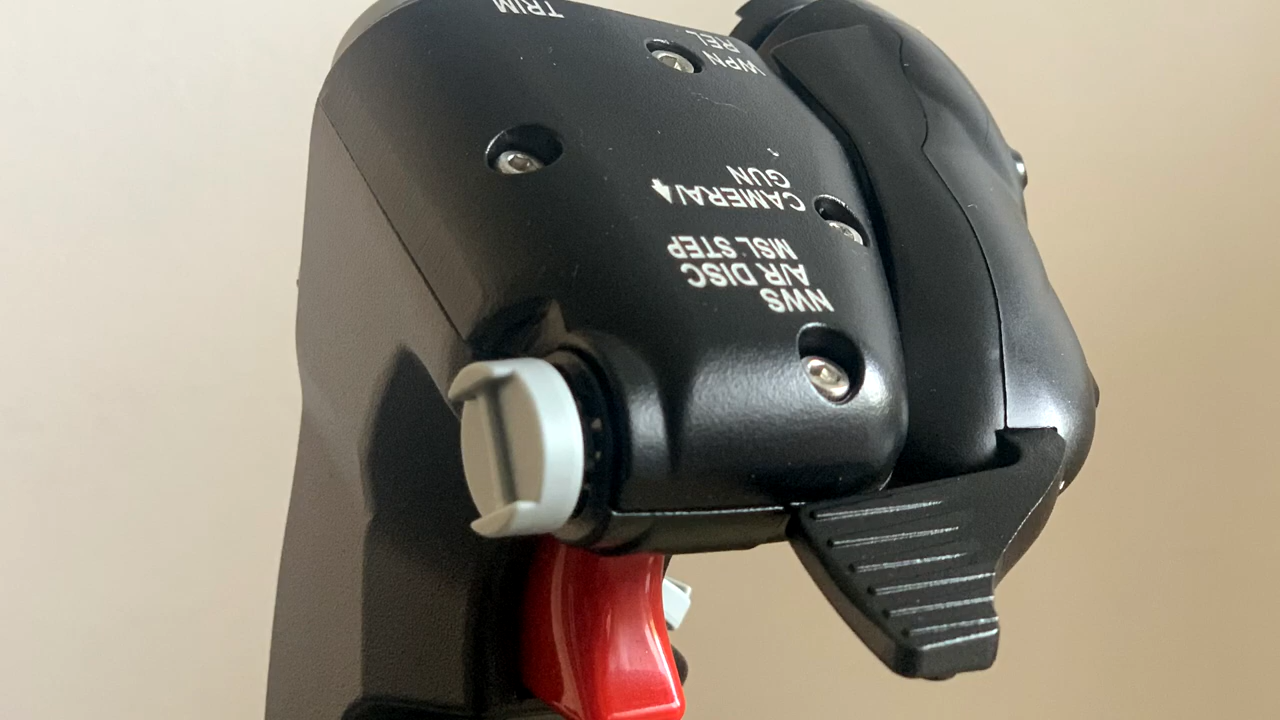 NWS
A/R DISC
MSL STEP
CAMERA/
GUN
WPN
REL
TRIM